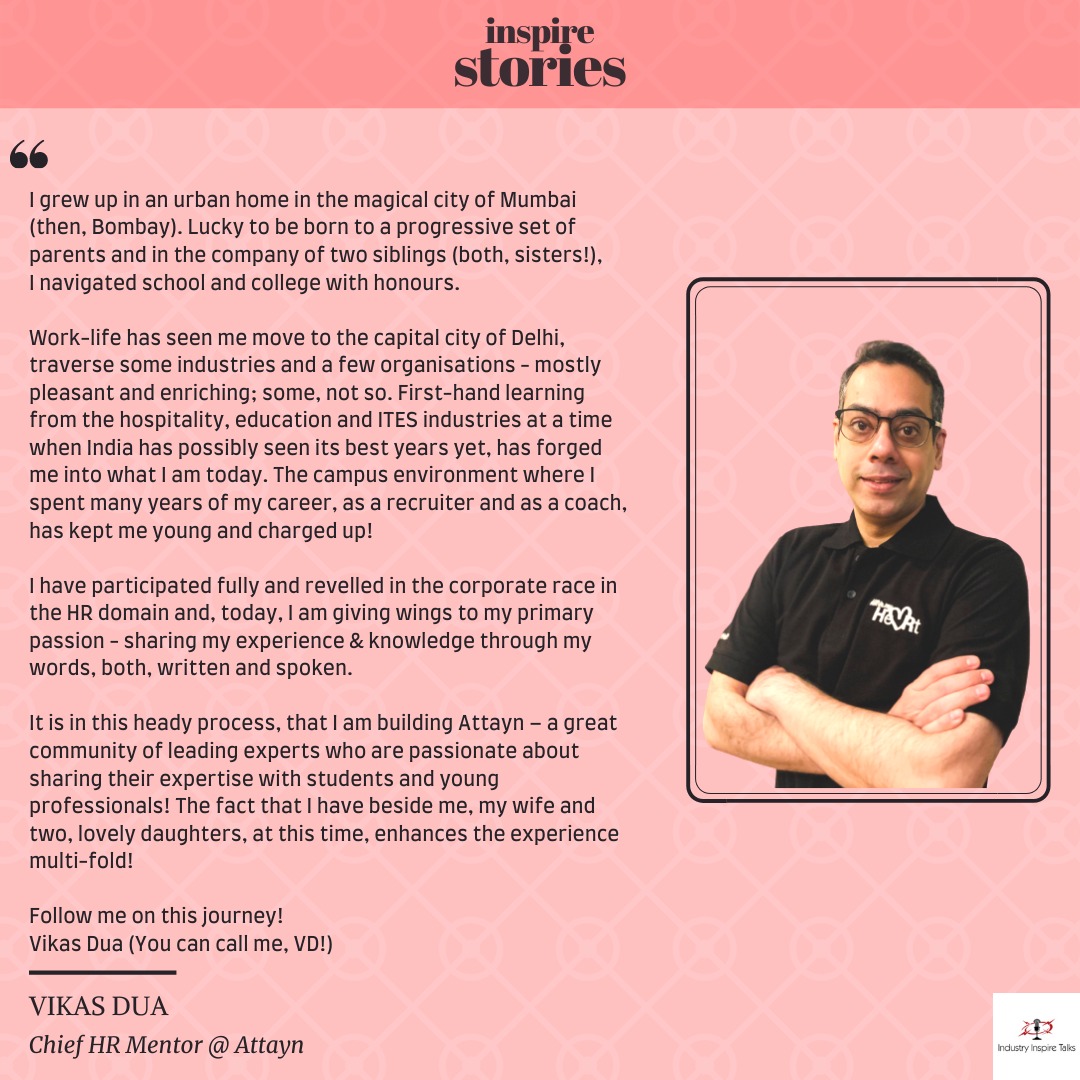 inspire
stories
“
I grew up in an urban home in the magical city of Mumbai
(then, Bombay). Lucky to be born to a progressive set of
parents and in the company of two siblings (both, sisters!),
I navigated school and college with honours.
Work-life has seen me move to the capital city of Delhi,
traverse some industries and a few organisations - mostly
pleasant and enriching; some, not so. First-hand learning
from the hospitality, education and ITES industries at a time
when India has possibly seen its best years yet, has forged
me into what I am today. The campus environment where I
spent many years of my career, as a recruiter and as a coach,
has kept me young and charged up!
I have participated fully and revelled in the corporate race in
the HR domain and, today, I am giving wings to my primary
passion - sharing my experience & knowledge through my
words, both, written and spoken.
It is in this heady process, that I am building Attayn – a great
community of leading experts who are passionate about
sharing their expertise with students and young
professionals! The fact that I have beside me, my wife and
two, lovely daughters, at this time, enhances the experience
multi-fold!
Follow me on this journey!
Vikas Dua (You can call me, VD!)
VIKAS DUA
Chief HR Mentor @ Attayn
Industry Inspire Talks